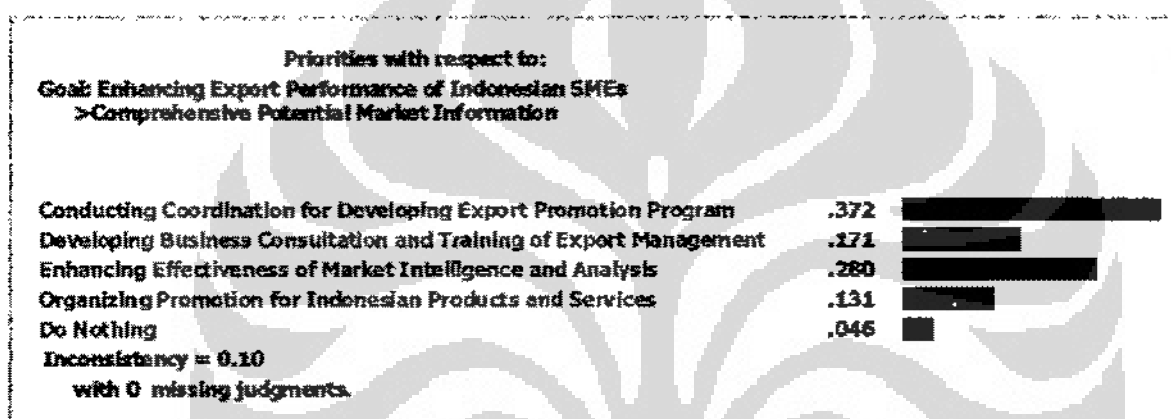 Priorities with respect to:
Goal: Enhancing Export Performance of Indonesian SMEs
>Comprehensive Potential Market Information
Conducting Coordination for Developing Export Promotion Program .372
Developing Business Consultation and Training of Export Management .171
Enhancing Effectiveness of Market Intelligence and Analysis .280
Organizing Promotion for Indonesian Products and Services .131
Do Nothing .046
Inconsistency = 0.10
with 0 missing judgments.